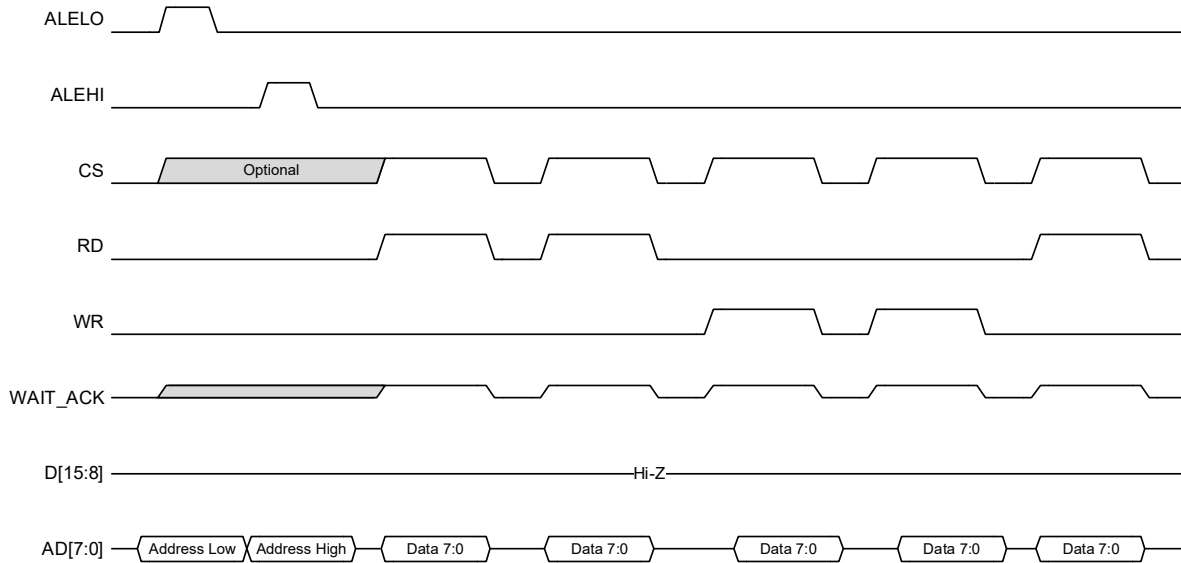 ALELO
ALEHI
CS
Optional
RD
WR
WAIT_ACK
D[15:8]
Hi-Z
AD[7:0]
Address Low
Address High
Data 7:0
Data 7:0
Data 7:0
Data 7:0
Data 7:0